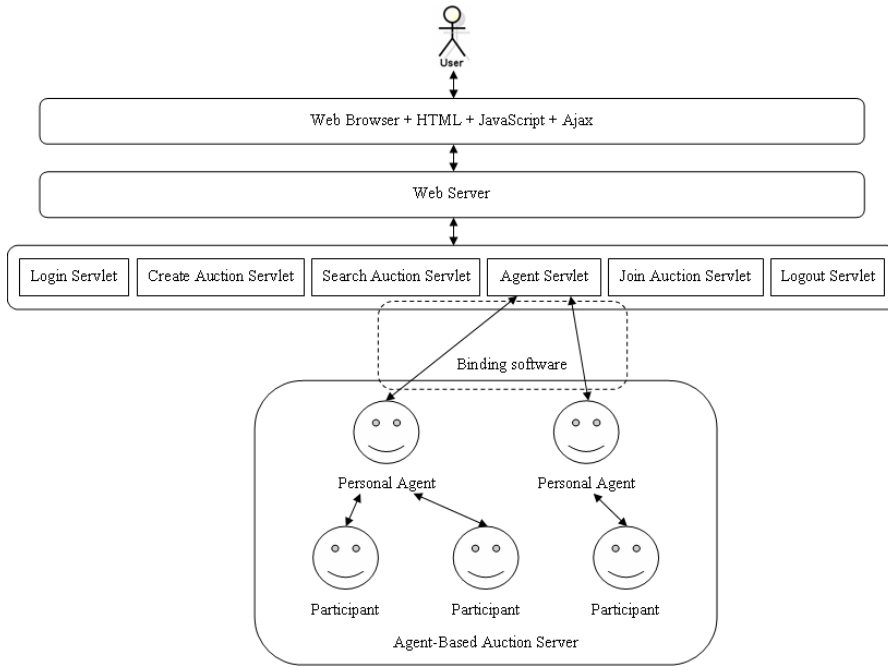 User
Web Browser + HTML + JavaScript + Ajax
Web Server
Login Servlet
Create Auction Servlet
Search Auction Servlet
Agent Servlet
Join Auction Servlet
Logout Servlet
Binding software
Personal Agent
Personal Agent
Participant
Participant
Participant
Agent-Based Auction Server